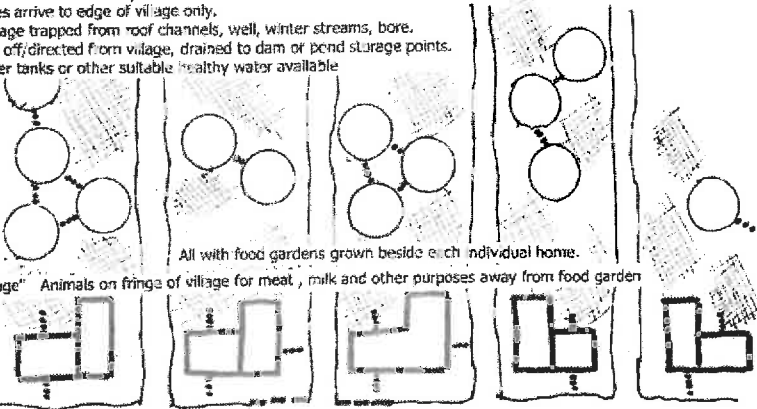 es arrive to edge of village only.
age trapped from roof channels, well, winter streams, bore.
off/directed from village, drained to dam or pond storage points.
er tanks or other suitable healthy water available
All with food gardens grown beside each individual home.
age" Animals on fringe of village for meat , milk and other purposes away from food garden